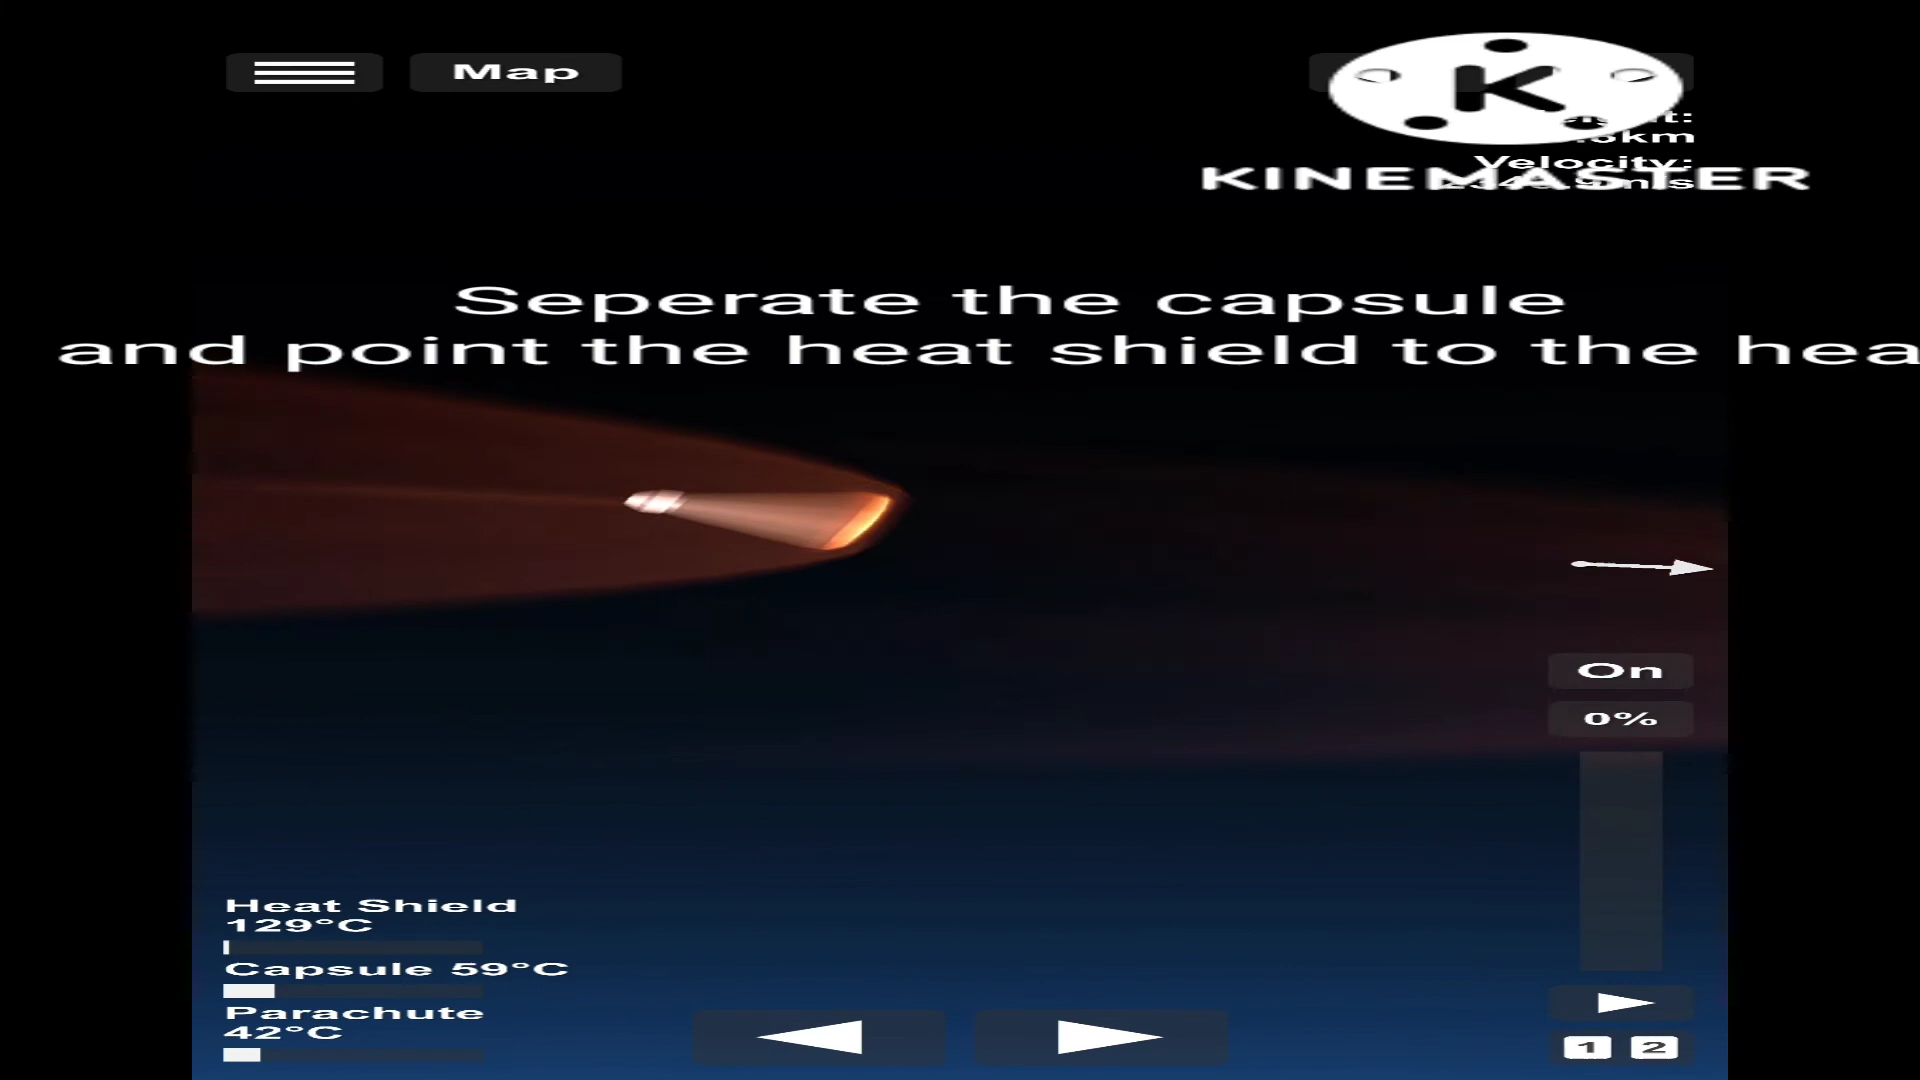 Map
K
KINEMASTER
Velocity:
Seperate the capsule
and point the heat shield to the hea
On
0%
Heat Shield
129°C
Capsule 59°C
Parachute
42°C
1 2